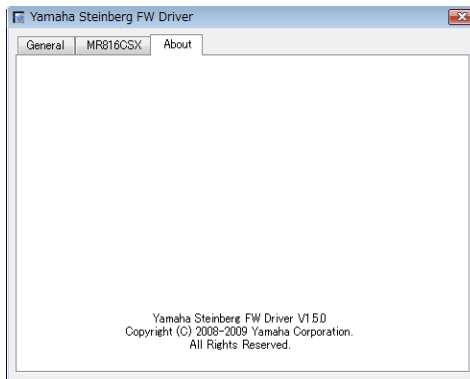 Yamaha Steinberg FW Driver
General MR816CSX About
Yamaha Steinberg FW Driver V1.5.0
Copyright (C) 2008-2009 Yamaha Corporation.
All Rights Reserved.